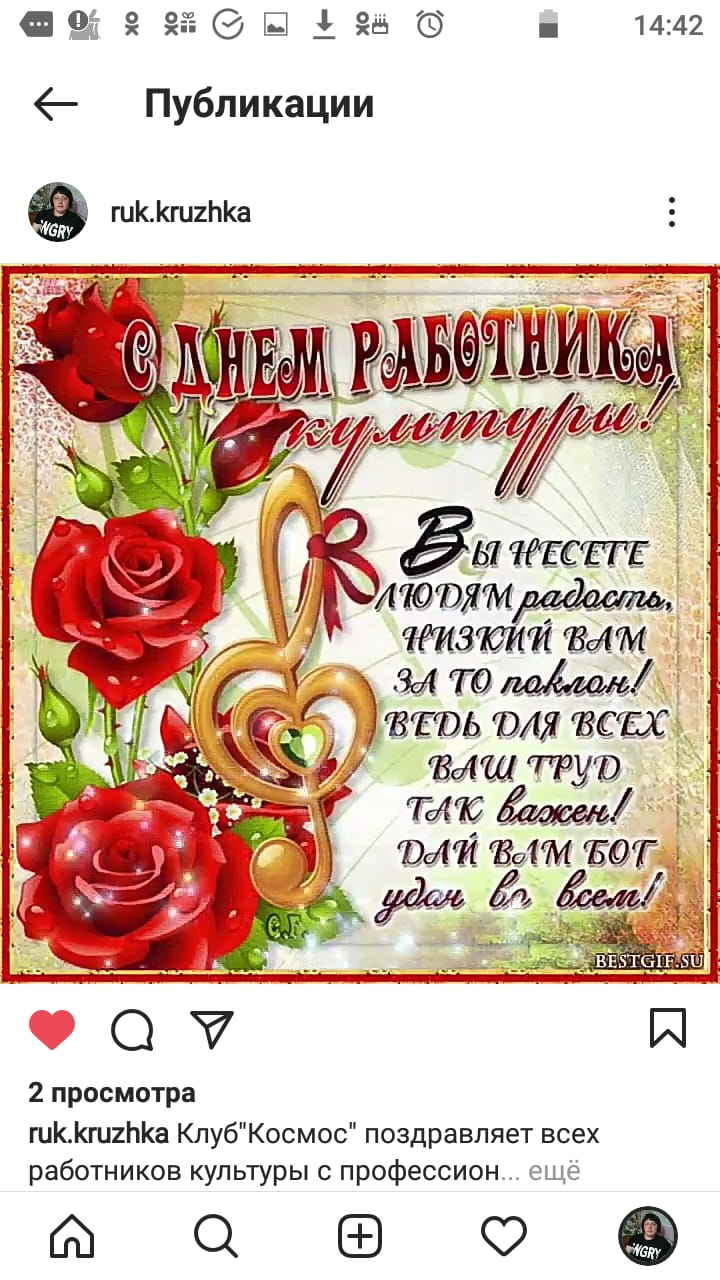 14:42
Публикации
ruk.kruzhka
С ДНЕМ РАБОТНИКА
культуры!
ВЫ НЕСЕТЕ
ЛЮДЯМ радость,
НИЗКИЙ ВАМ
ЗА ТО поклон!
ВЕДЬ ДЛЯ ВСЕХ
ВАШ ТРУД
ТАК важен!
ДАЙ ВАМ БОГ
удач во всем!
BESTGIF.SU
2 просмотра
ruk.kruzhka Клуб"Космос" поздравляет всех
работников культуры с профессион... ещё